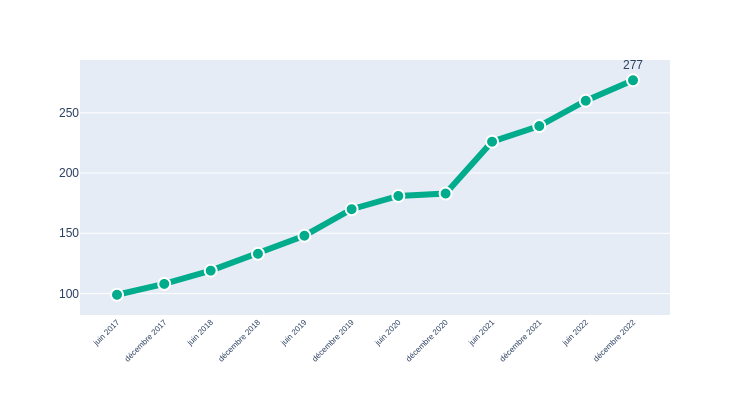 277
250
200
150
100
juin 2017
décembre 2017
juin 2018
décembre 2018
juin 2019
décembre 2019
juin 2020
décembre 2020
juin 2021
décembre 2021
juin 2022
décembre 2022